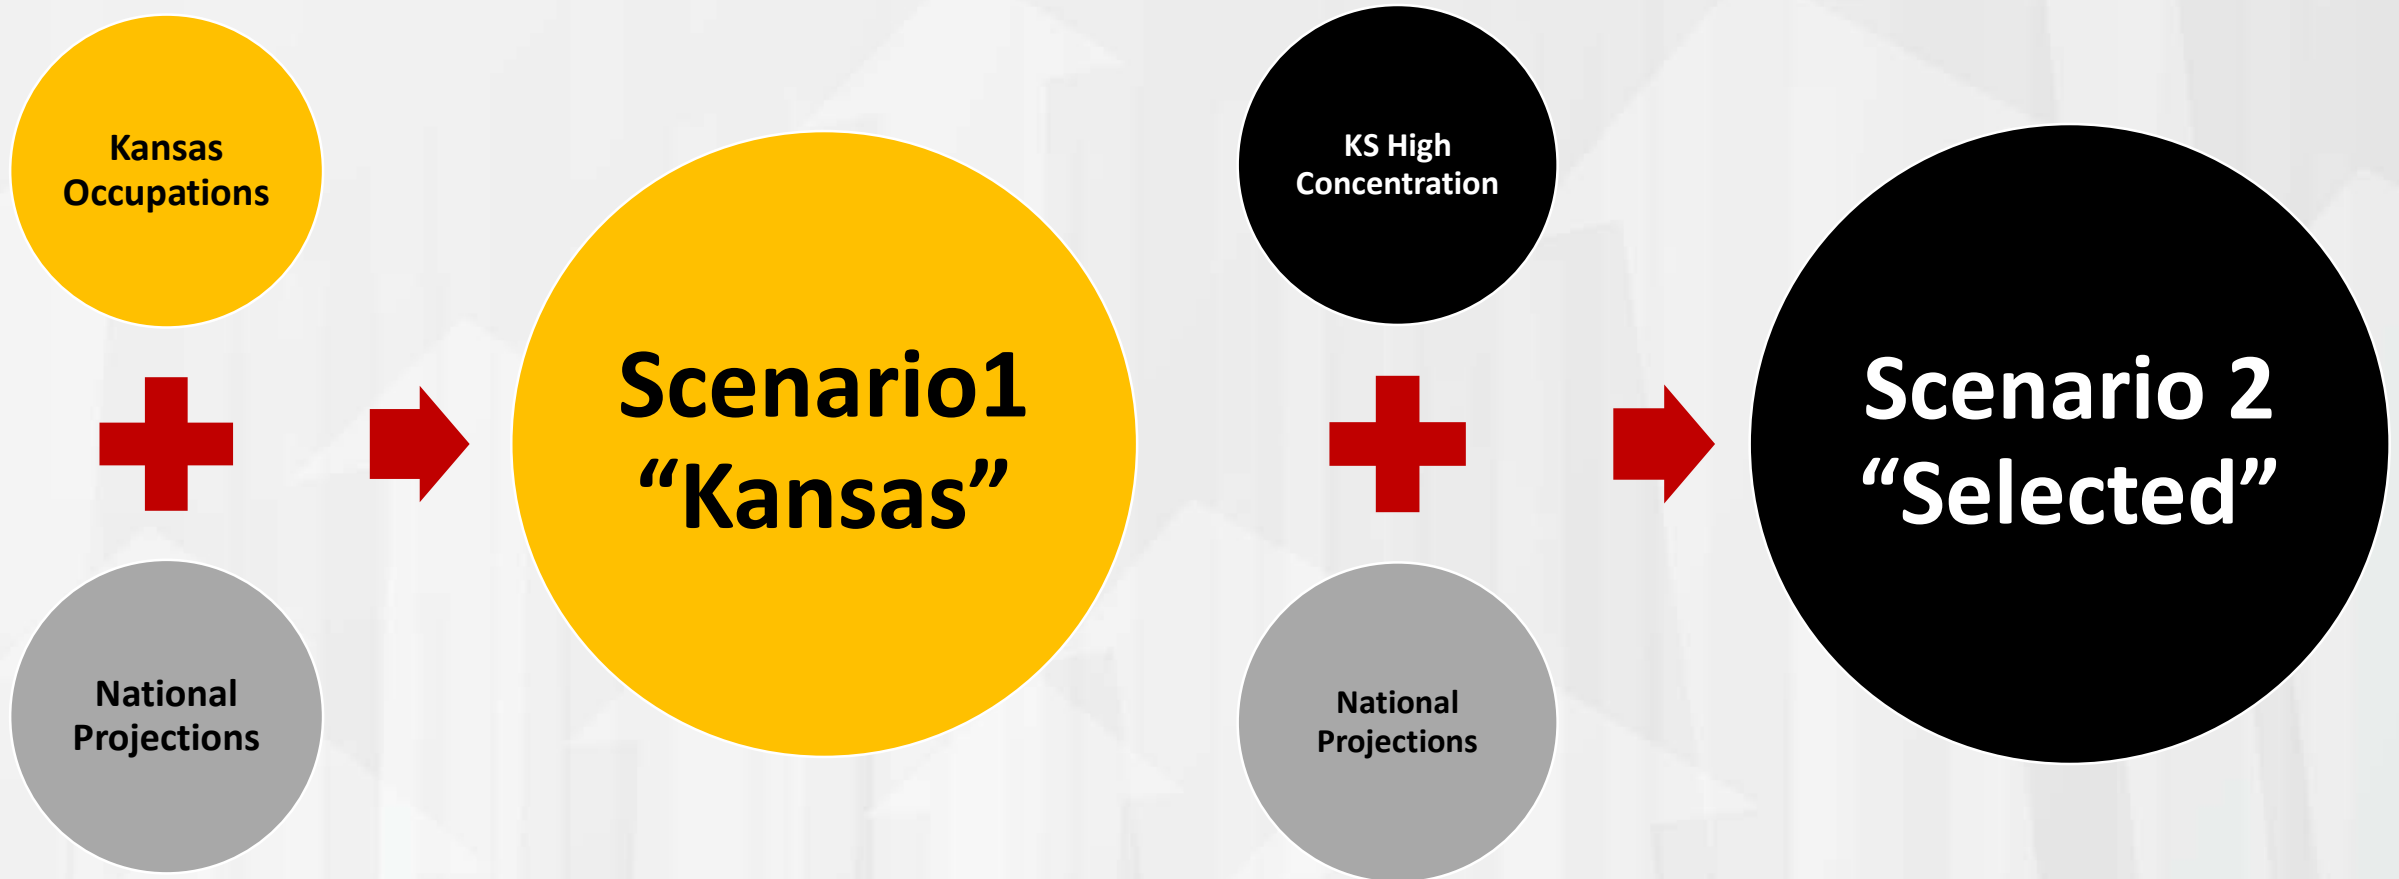 Kansas
Occupations
National
Projections
Scenario1
“Kansas”
KS High
Concentration
National
Projections
Scenario 2
“Selected”